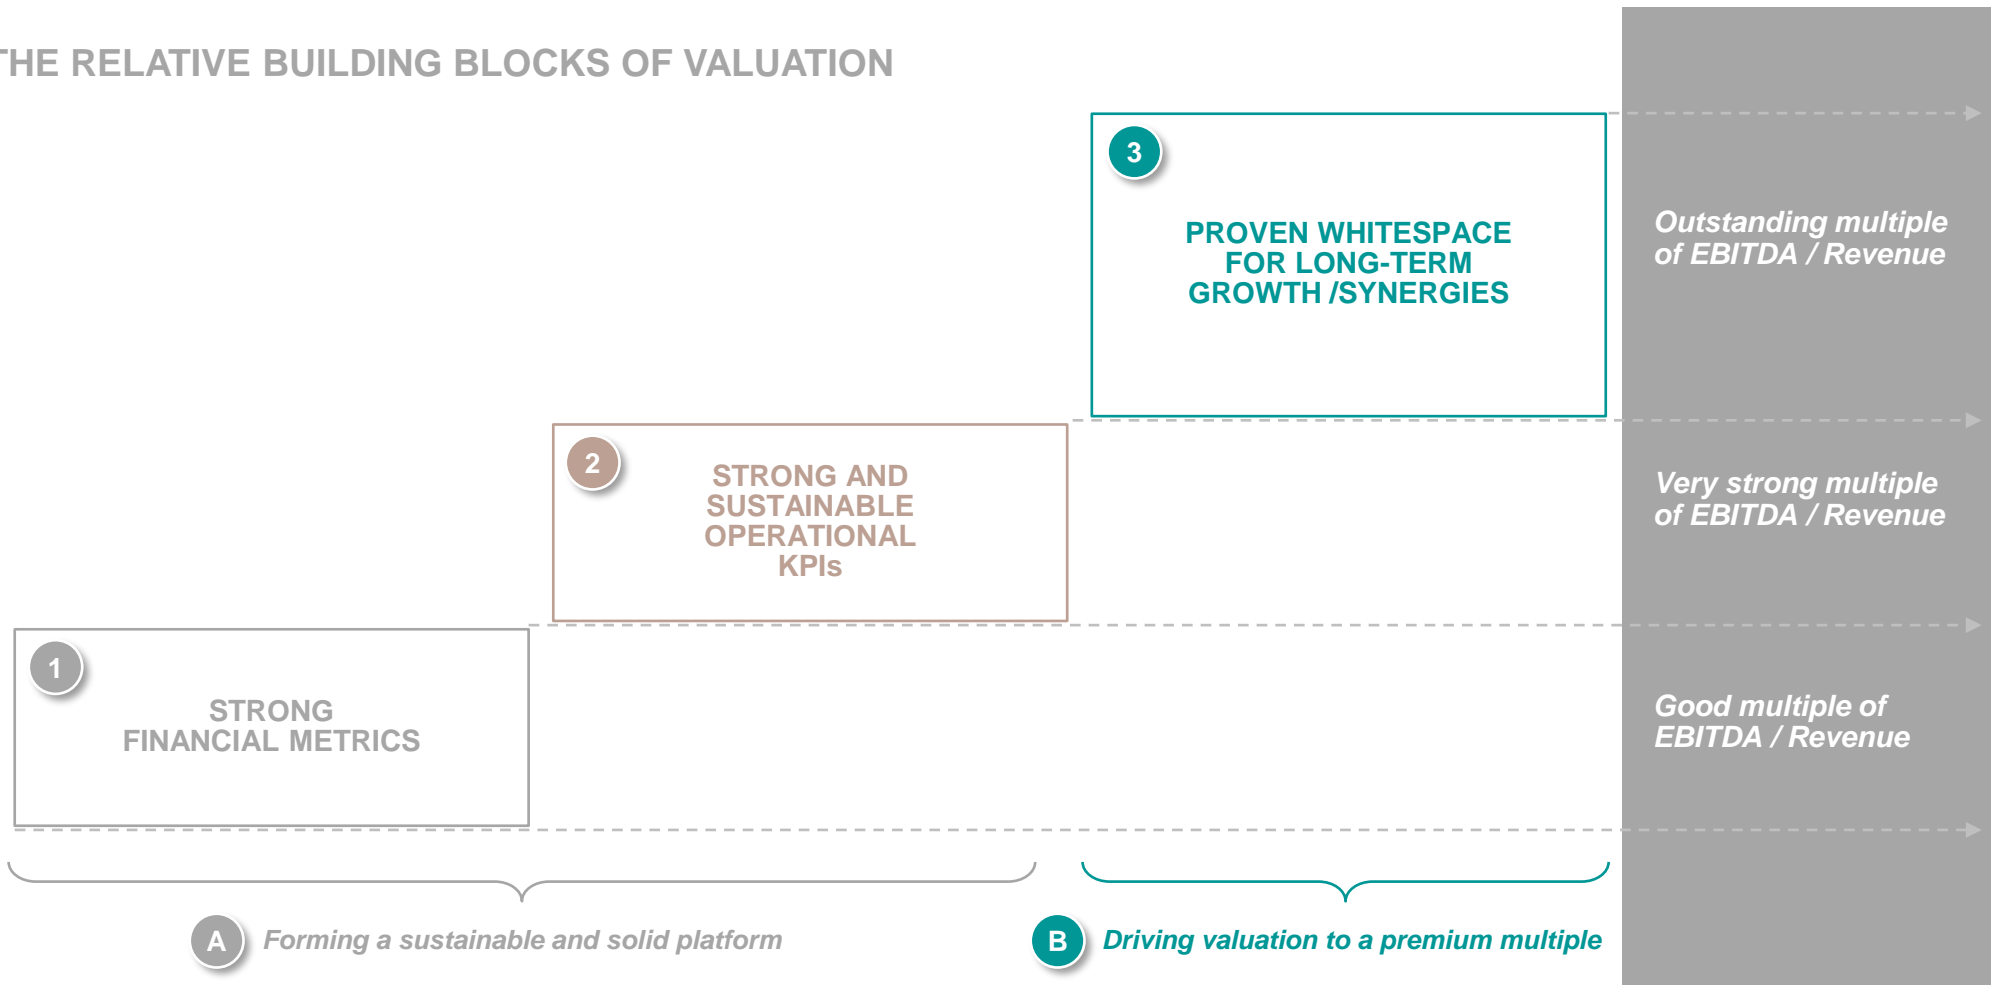 THE RELATIVE BUILDING BLOCKS OF VALUATION
3
PROVEN WHITESPACE
FOR LONG-TERM
GROWTH /SYNERGIES
Outstanding multiple
of EBITDA / Revenue
2
STRONG AND
SUSTAINABLE
OPERATIONAL
KPIs
Very strong multiple
of EBITDA / Revenue
1
STRONG
FINANCIAL METRICS
Good multiple of
EBITDA / Revenue
A
Forming a sustainable and solid platform
B
Driving valuation to a premium multiple